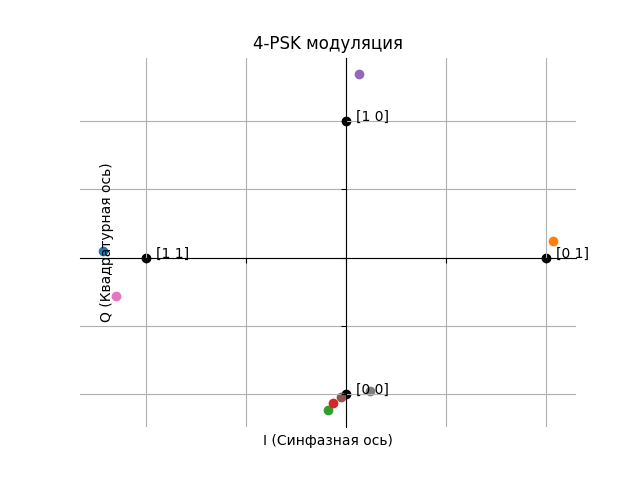 4-PSK модуляция
[1 0]
Q (Квадратурная ось)
[1 1]
[0 1]
[0 0]
I (Синфазная ось)